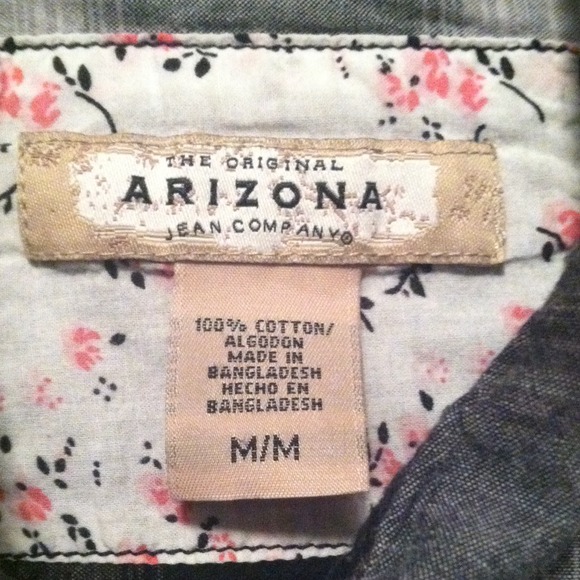 THE ORIGINAL
ARIZONA
JEAN COMPANY®
100% COTTON/
ALGODON
MADE IN
BANGLADESH
HECHO EN
BANGLADESH
M/M